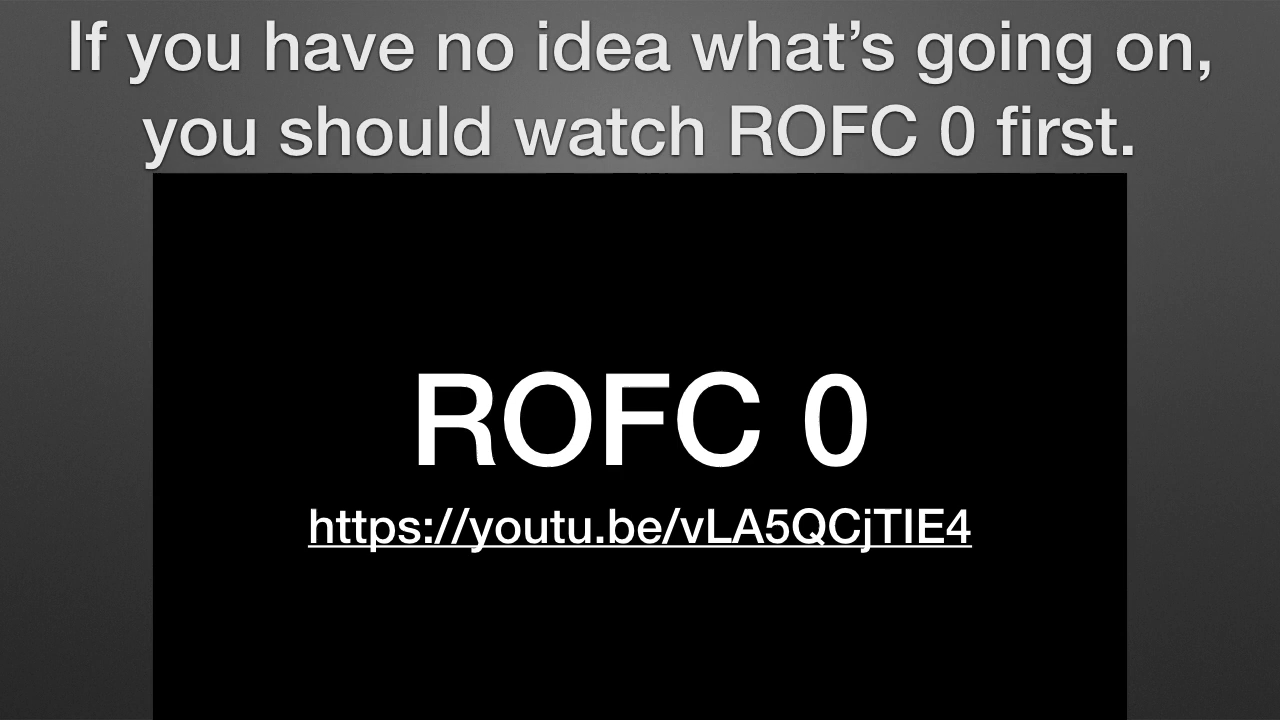 If you have no idea what’s going on,
you should watch ROFC 0 first.
ROFC 0
https://youtu.be/vLA5QCjTIE4